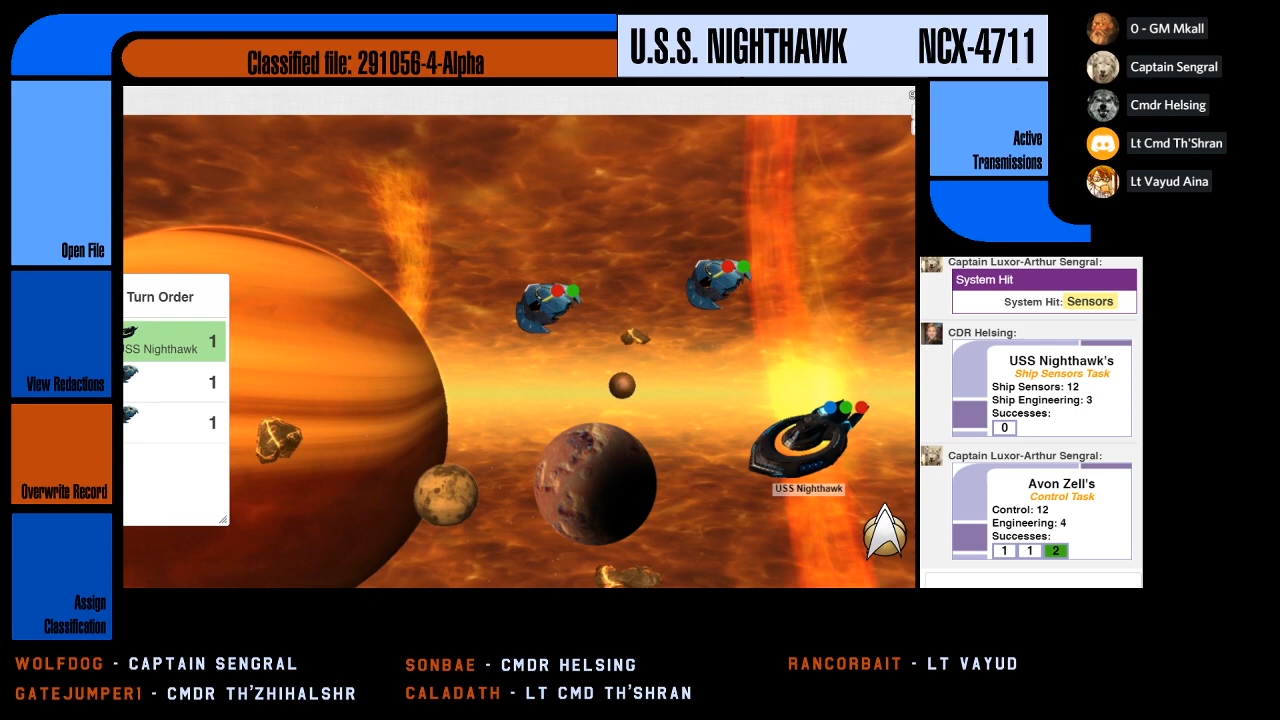 Classified file: 291056-4-Alpha
U.S.S. NIGHTHAWK NCX-4711
Open File
View Redactions
Overwrite Record
Assign
Classification
Turn Order
SS Nighthawk 1
1
1
USS Nighthawk
Active
Transmissions
0 - GM Mkall
Captain Sengral
Cmdr Helsing
Lt Cmd Th'Shran
Lt Vayud Aina
Captain Luxor-Arthur Sengral:
System Hit
System Hit: Sensors
CDR Helsing:
USS Nighthawk's
Ship Sensors Task
Ship Sensors: 12
Ship Engineering: 3
Successes:
0
Captain Luxor-Arthur Sengral:
Avon Zell's
Control Task
Control: 12
Engineering: 4
Successes:
1 1 2
WOLFDOG - CAPTAIN SENGRAL
SONBAE - CMDR HELSING
RANCORBAIT - LT VAYUD
GATEJUMPER1 - CMDR TH'ZHIHALSHR
CALADATH - LT CMD TH'SHRAN